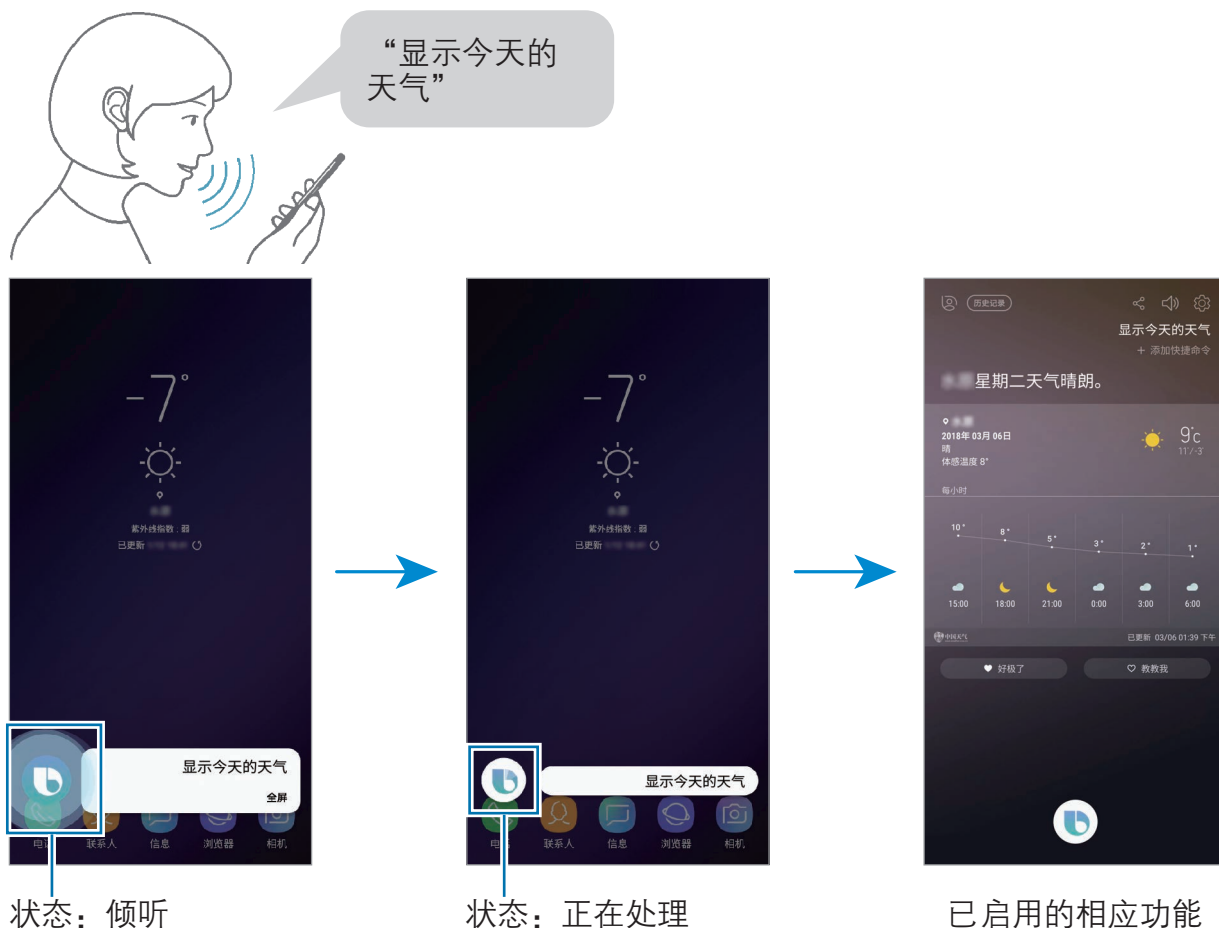 “显示今天的
天气”
-7°
紫外线指数 : 弱
已更新
显示今天的天气
全屏
联系人
信息
浏览器
相机
状态：倾听
-7°
紫外线指数 : 弱
已更新
显示今天的天气
联系人
信息
浏览器
相机
状态：正在处理
历史记录
显示今天的天气
+ 添加快捷命令
星期二天气晴朗。
2018年 03月 06日
晴
体感温度 8°
9°c
11°/-3°
每小时
10° 8° 5° 3° 2° 1°
15:00 18:00 21:00 0:00 3:00 6:00
中国天气
已更新 03/06 01:39 下午
好极了
教教我
已启用的相应功能